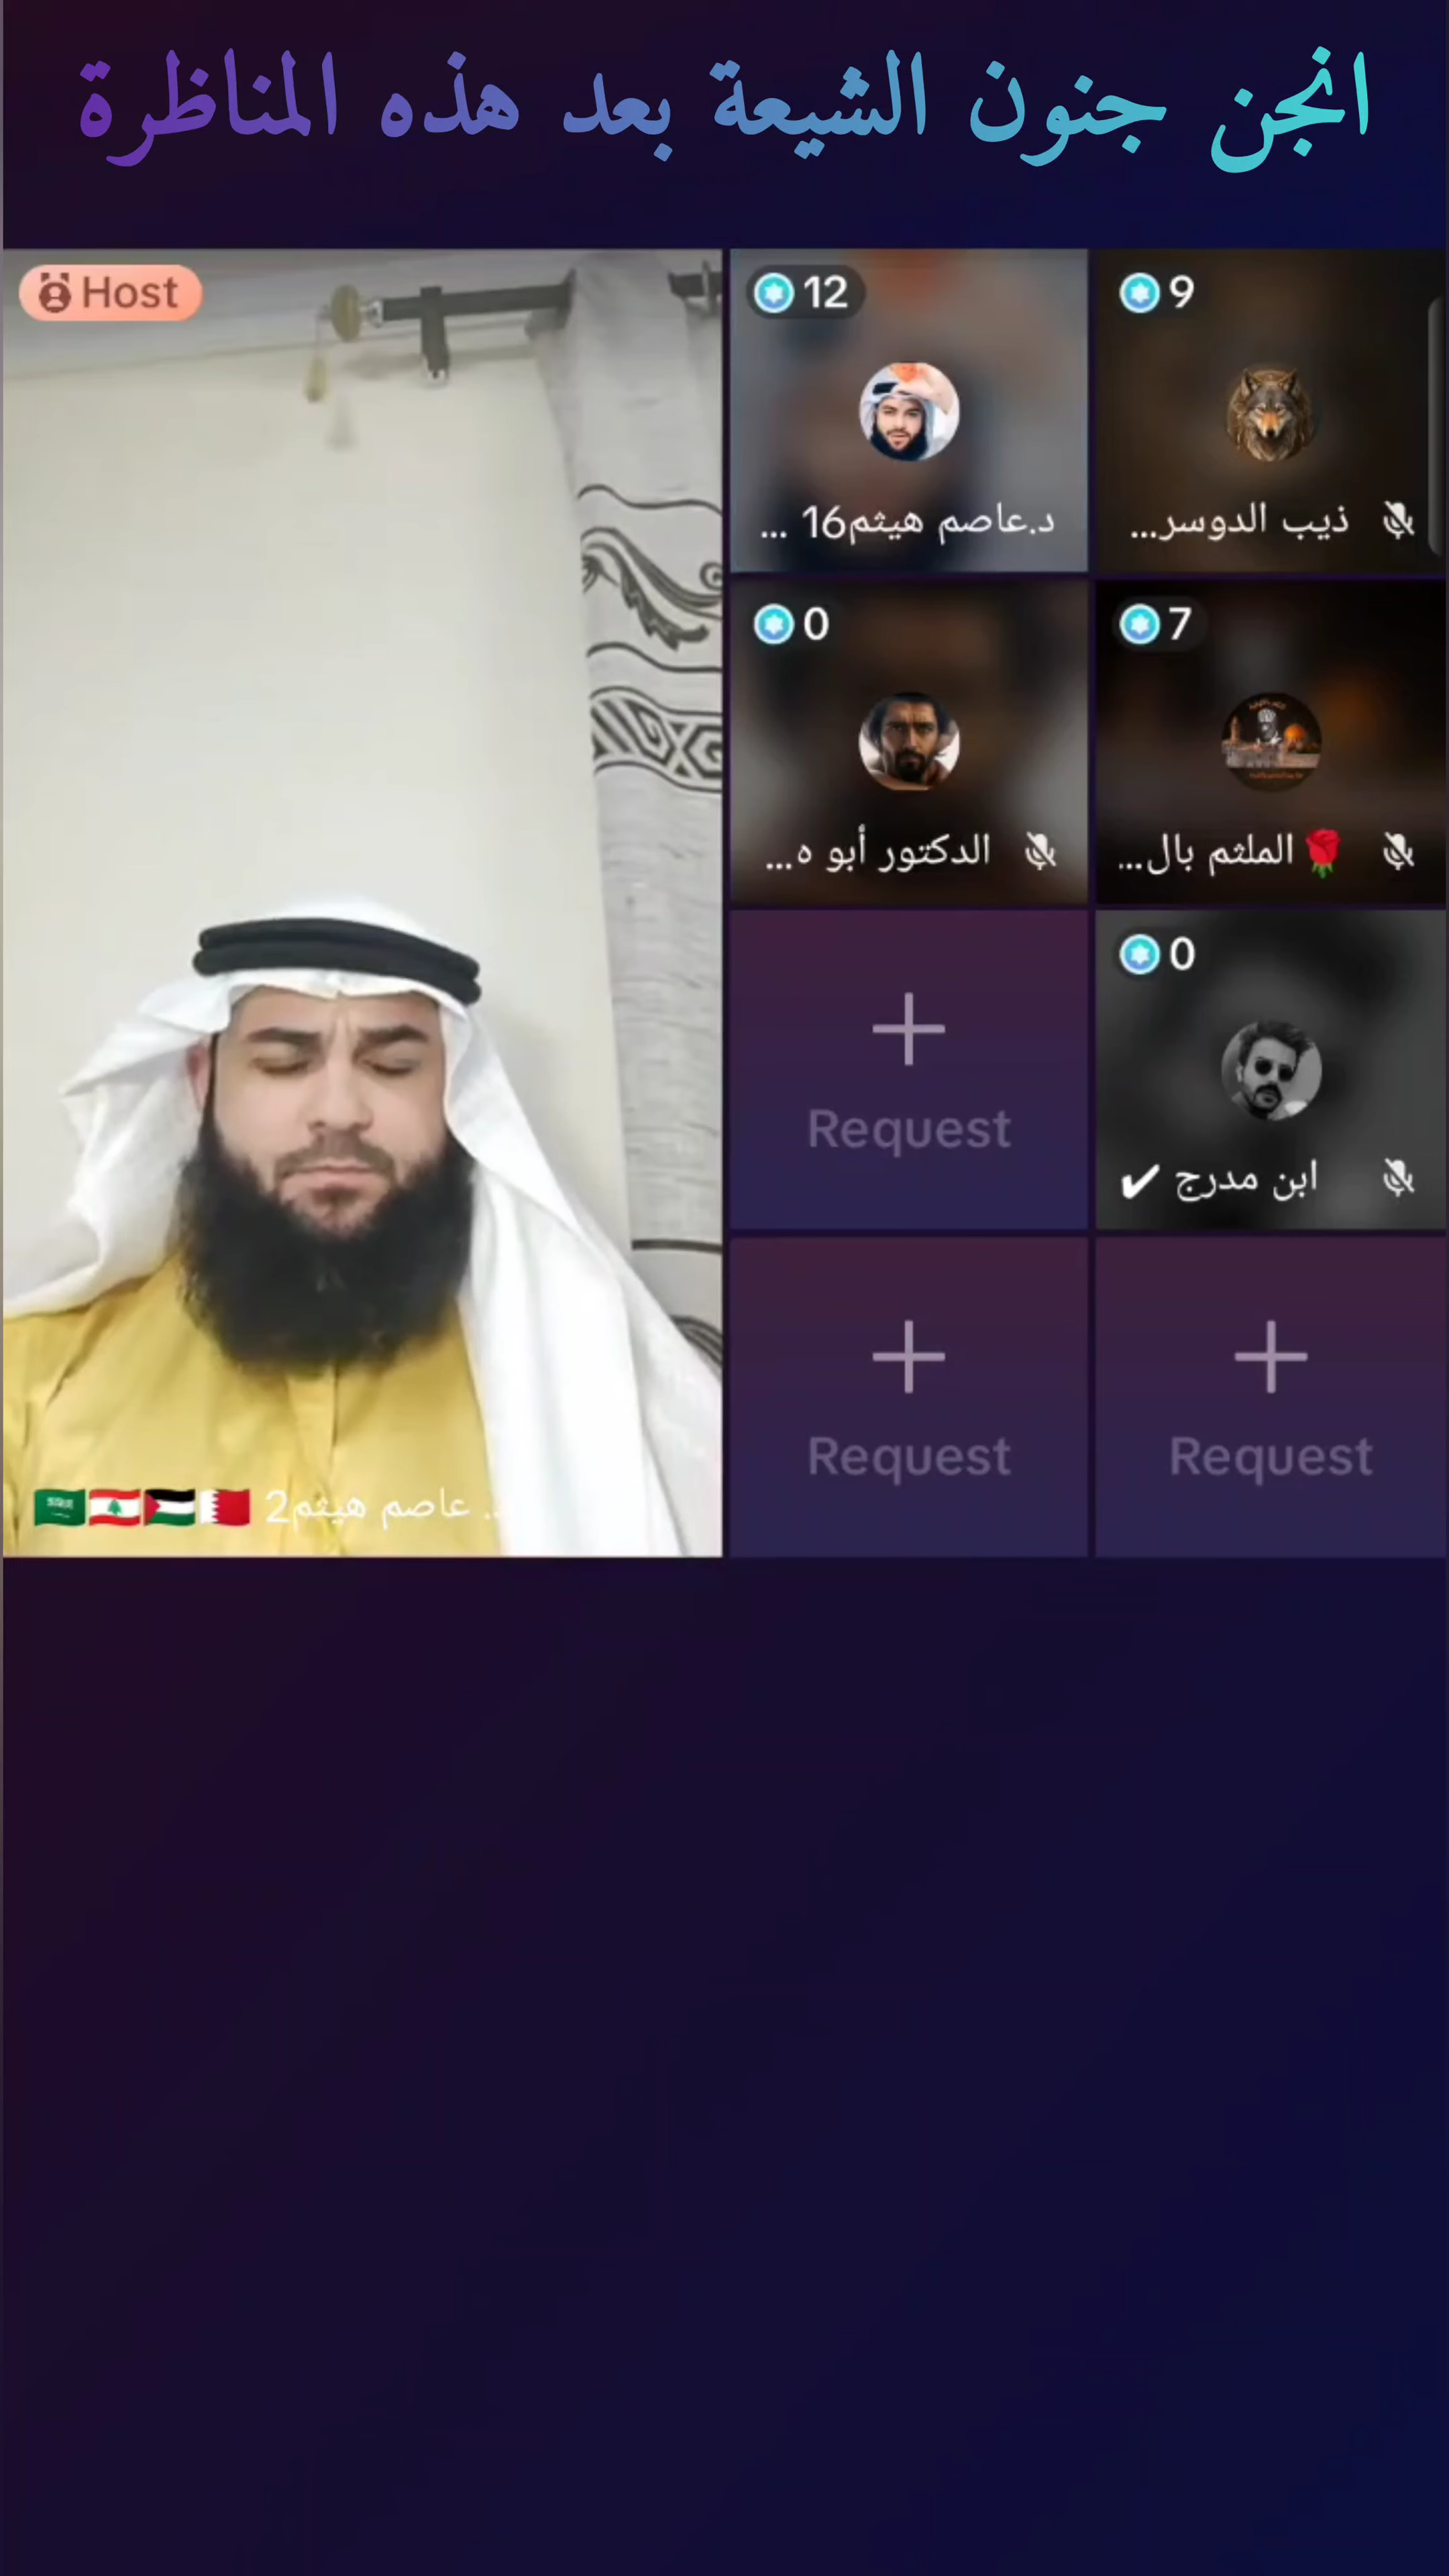 انجن جنون الشيعة بعد هذه المناظرة
Host
12
9
د.عاصم هيثم16 ...
ذيب الدوسر...
0
7
الدكتور أبو ه...
🌹الملثم بال...
0
Request
ابن مدرج ✔
Request
Request
. عاصم هيثم2 🇧🇭🇵🇸🇱🇧🇸🇦